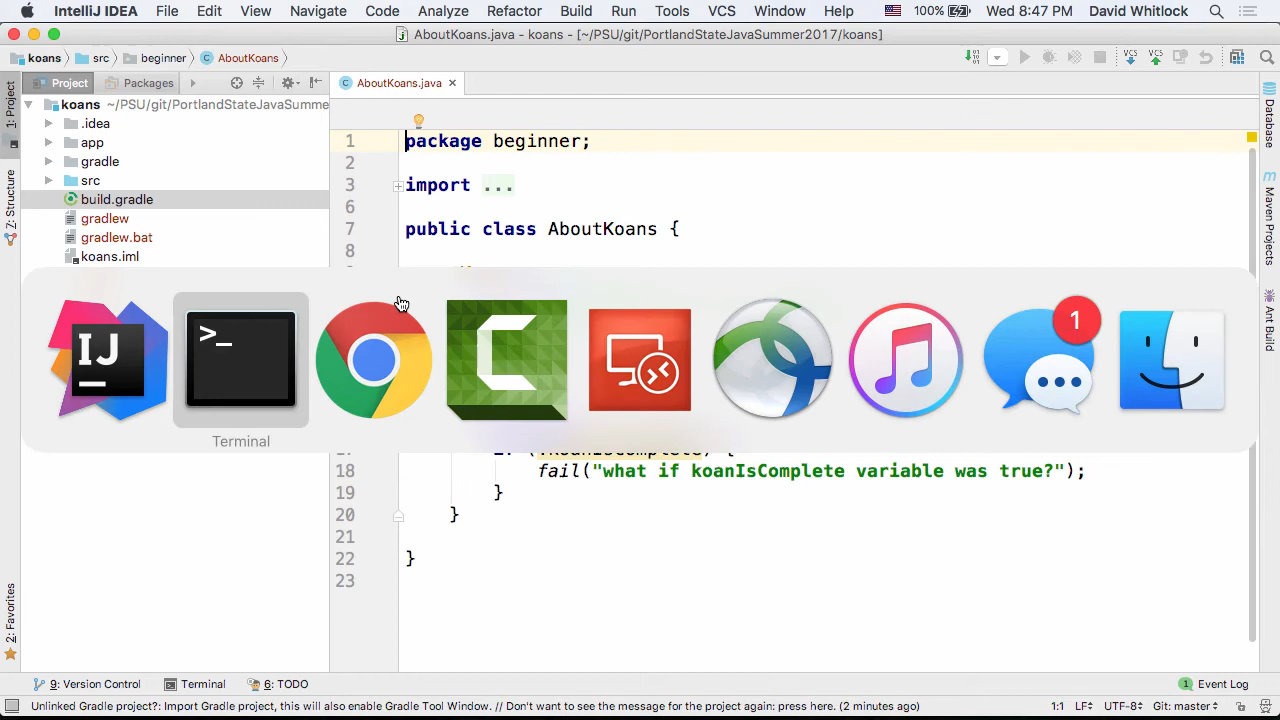 IntelliJ IDEA File Edit View Navigate Code Analyze Refactor Build Run Tools VCS Window Help 100% Wed 8:47 PM David Whitlock
AboutKoans.java - koans - [~/PSU/git/PortlandStateJavaSummer2017/koans]
koans src beginner AboutKoans
VCS VCS
1: Project
Z: Structure
2: Favorites
Project Packages
koans ~/PSU/git/PortlandStateJavaSumme
.idea
app
gradle
src
build.gradle
gradlew
gradlew.bat
koans.iml
AboutKoans.java
1 package beginner;
2
3 import ...
6
7 public class AboutKoans {
8
IJ
>_
C
1
Terminal
18 fail("what if koanIsComplete variable was true?");
19 }
20 }
21
22 }
23
Database
Maven Projects
Ant Build
9: Version Control Terminal 6: TODO 1 Event Log
Unlinked Gradle project?: Import Gradle project, this will also enable Gradle Tool Window. // Don't want to see the message for the project again: press here. (2 minutes ago) 1:1 LF÷ UTF-8÷ Git: master÷